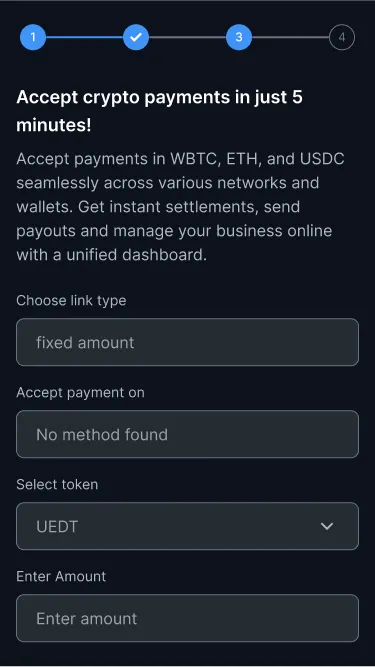 1 3 4
Accept crypto payments in just 5
minutes!
Accept payments in WBTC, ETH, and USDC
seamlessly across various networks and
wallets. Get instant settlements, send
payouts and manage your business online
with a unified dashboard.
Choose link type
fixed amount
Accept payment on
No method found
Select token
UEDT
Enter Amount
Enter amount